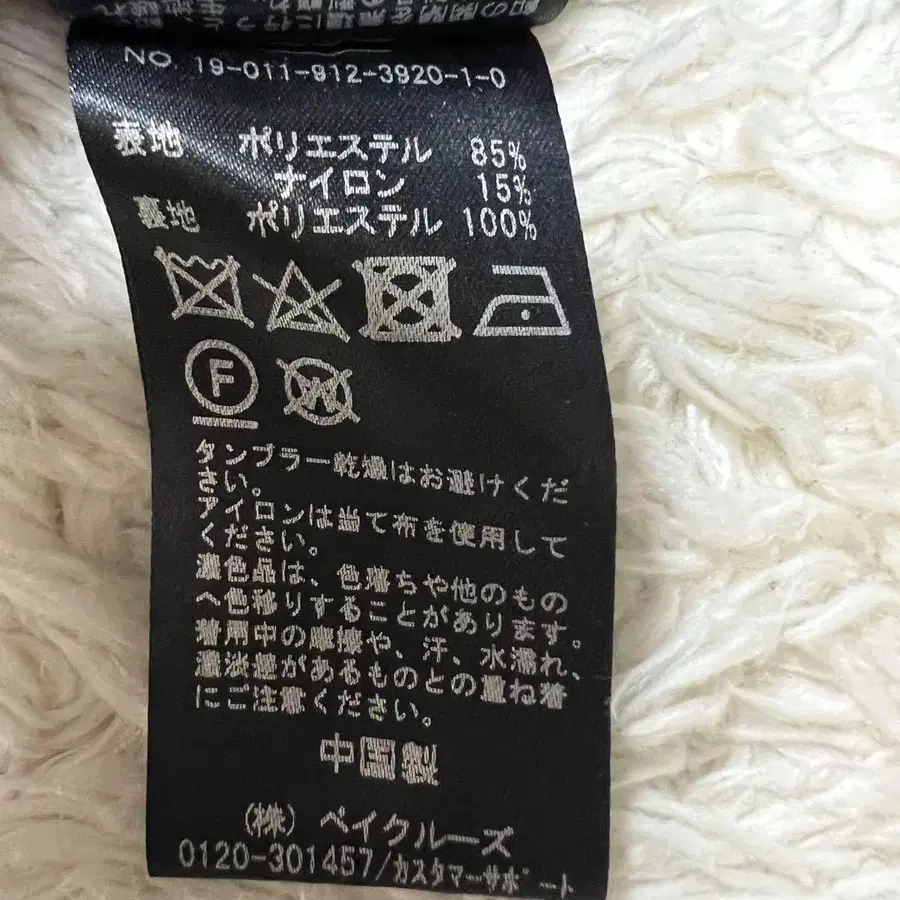 NO 19-011-912-3920-1-0
表地 ポリエステル 85%
ナイロン 15%
裏地 ポリエステル 100%
F
W
タンブラー乾燥はお避けくだ
さい。
アイロンは当て布を使用して
ください。
濃色品は、色落ちや他のもの
へ色移りすることがあります。
着用中の摩擦や、汗、水濡れ、
濃淡差があるものとの重ね着
にご注意ください。
中国製
(株) ベイクルーズ
0120-301457/カスタマーサポート